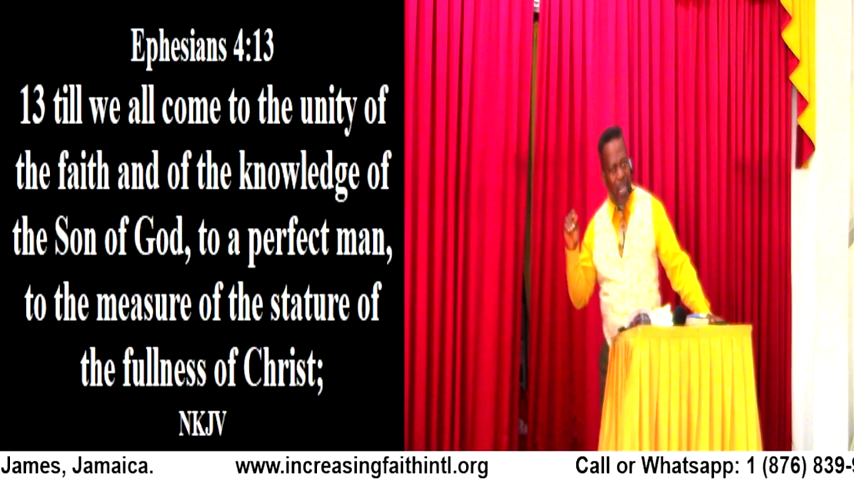 Ephesians 4:13
13 till we all come to the unity of
the faith and of the knowledge of
the Son of God, to a perfect man,
to the measure of the stature of
the fullness of Christ;
NKJV
James, Jamaica. www.increasingfaithintl.org Call or Whatsapp: 1 (876) 839-